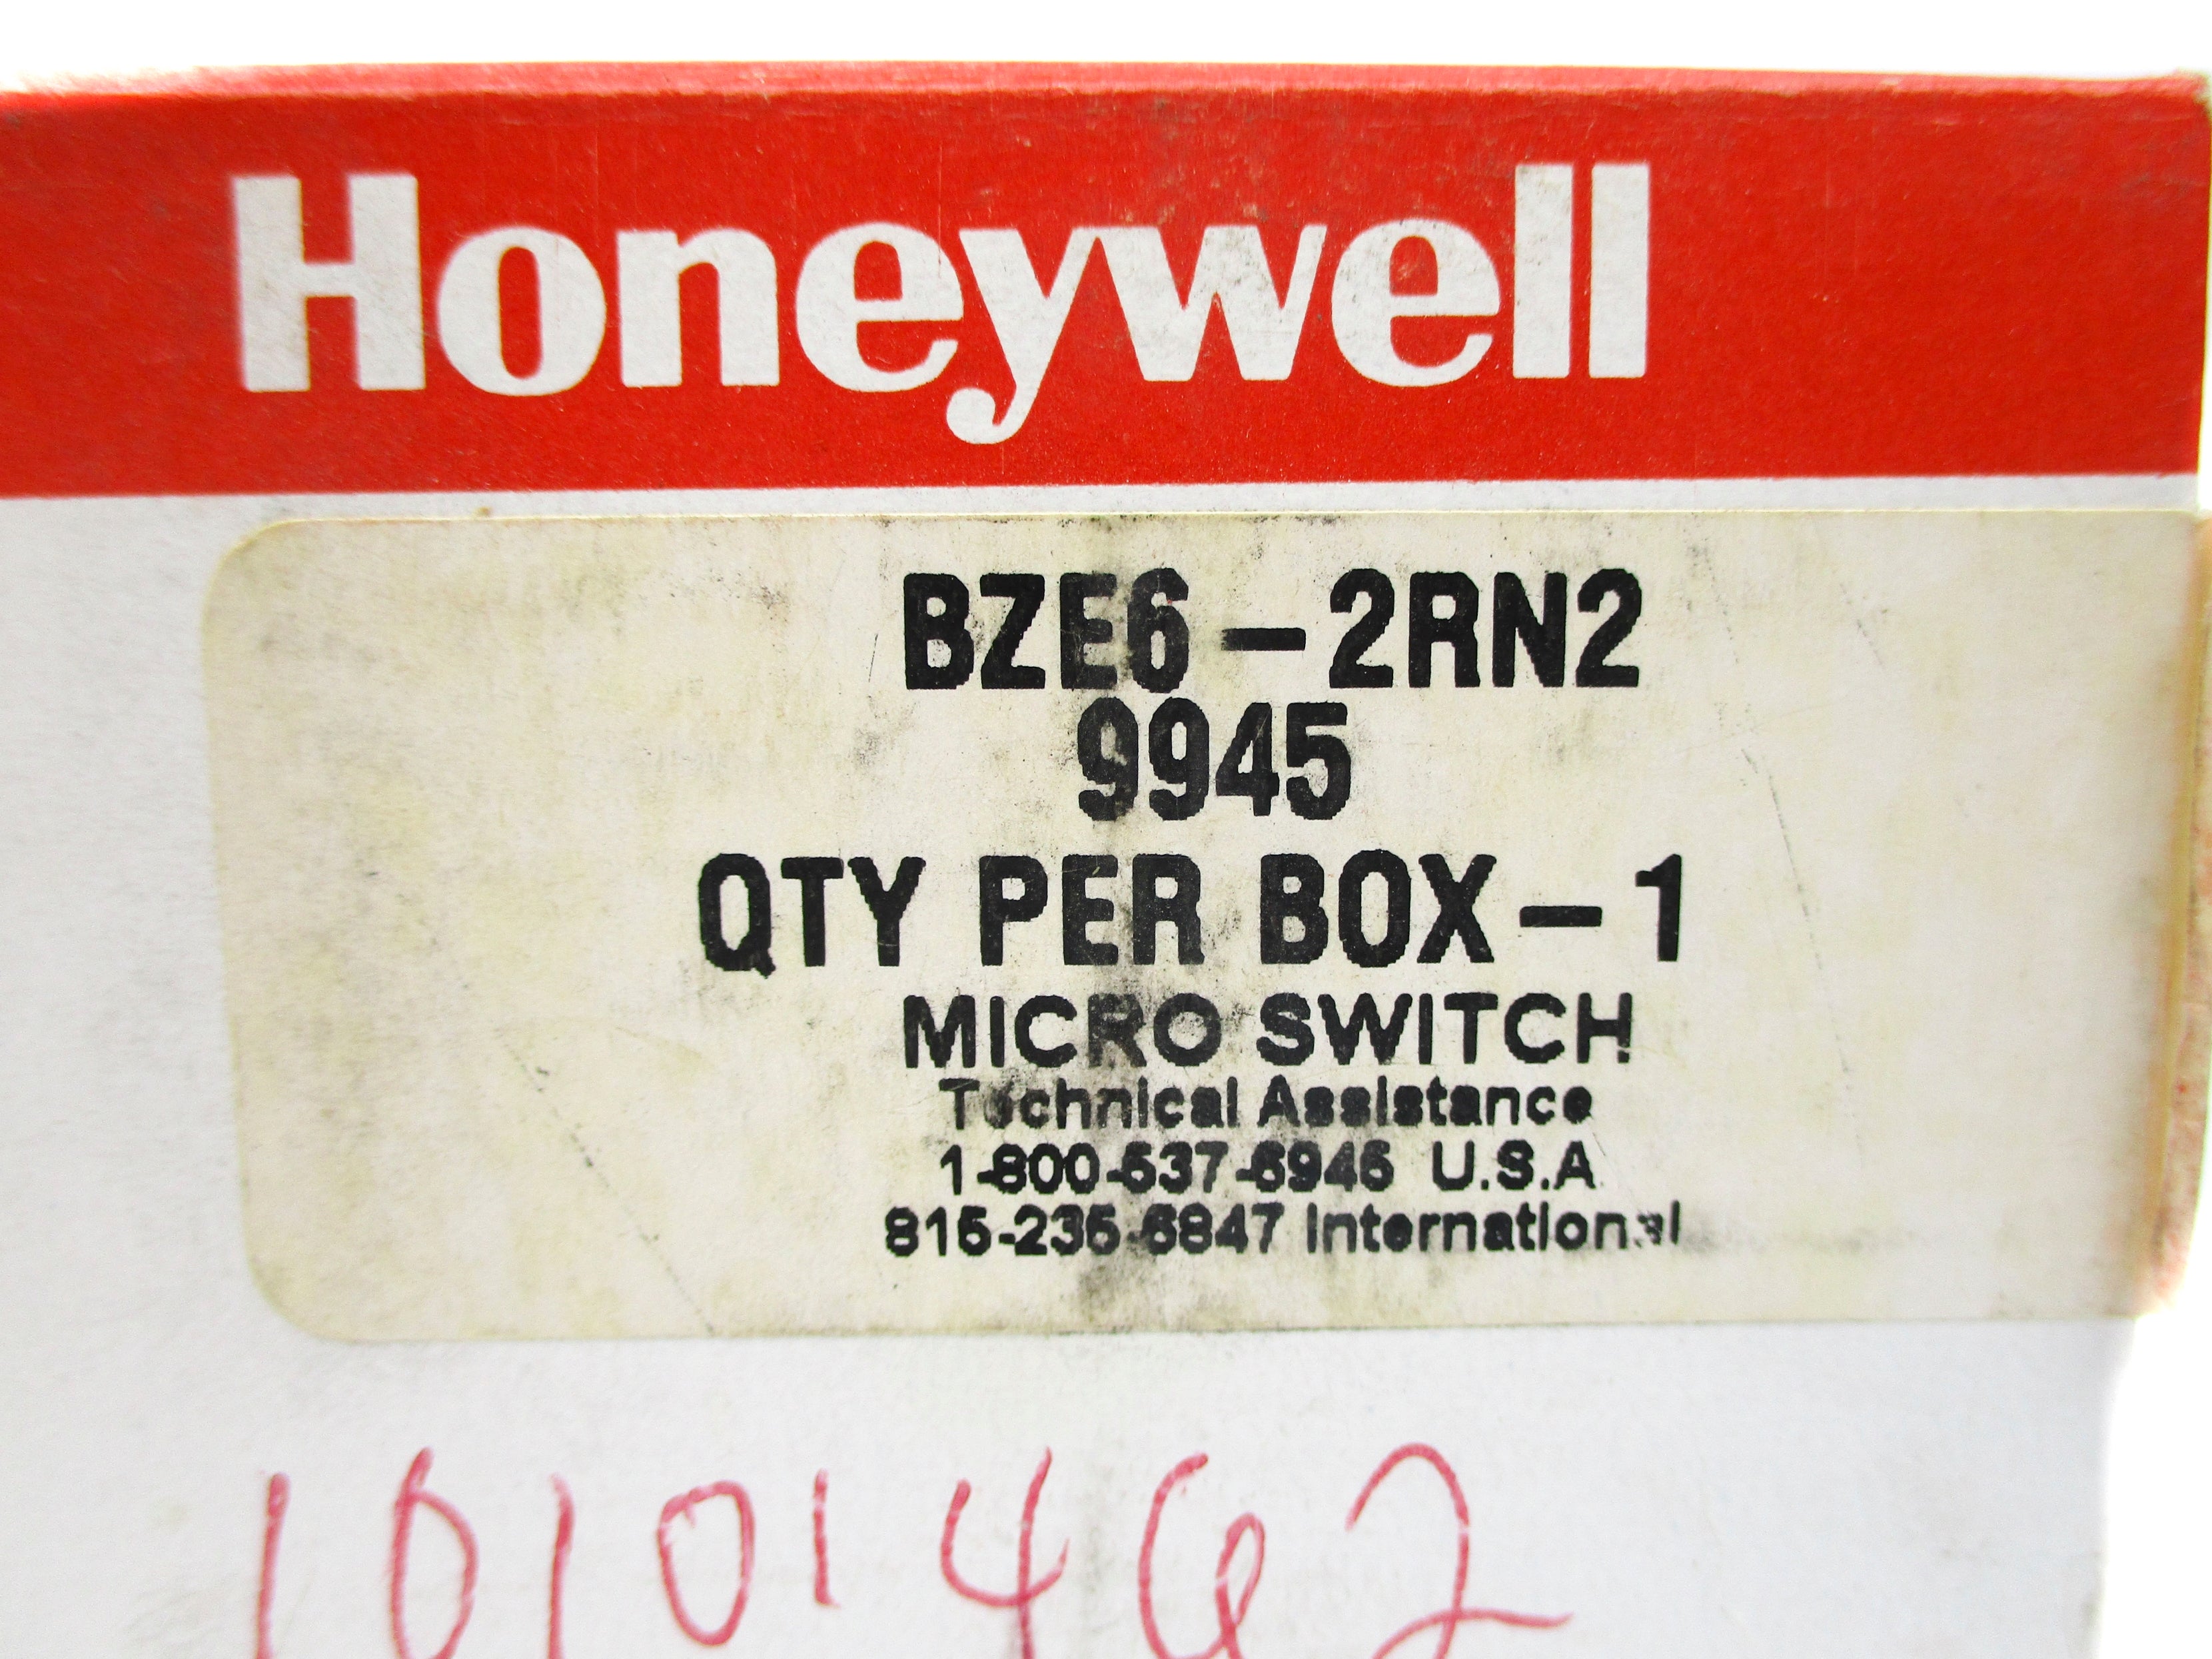 Honeywell
BZE6-2RN2
9945
QTY PER BOX-1
MICRO SWITCH
Technical Assistance
1-800-537-6945 U.S.A.
815-235-6847 International
10101462